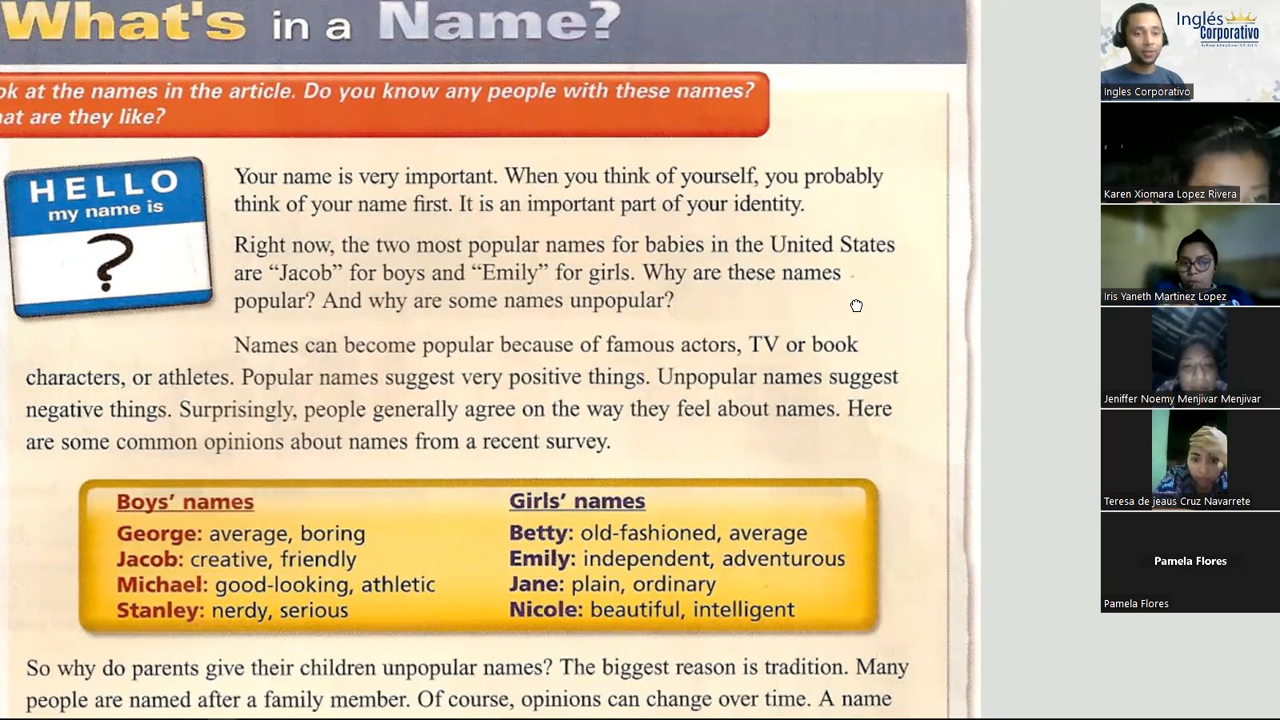 What's in a Name?
ok at the names in the article. Do you know any people with these names?
at are they like?
HELLO
my name is
?
Your name is very important. When you think of yourself, you probably
think of your name first. It is an important part of your identity.
Right now, the two most popular names for babies in the United States
are “Jacob” for boys and “Emily” for girls. Why are these names
popular? And why are some names unpopular?
Names can become popular because of famous actors, TV or book
characters, or athletes. Popular names suggest very positive things. Unpopular names suggest
negative things. Surprisingly, people generally agree on the way they feel about names. Here
are some common opinions about names from a recent survey.
Boys’ names
George: average, boring
Jacob: creative, friendly
Michael: good-looking, athletic
Stanley: nerdy, serious
Girls’ names
Betty: old-fashioned, average
Emily: independent, adventurous
Jane: plain, ordinary
Nicole: beautiful, intelligent
So why do parents give their children unpopular names? The biggest reason is tradition. Many
people are named after a family member. Of course, opinions can change over time. A name
Inglés
Corporativo
Ingles Corporativo
Karen Xiomara Lopez Rivera
Iris Yaneth Martinez Lopez
Jeniffer Noemy Menjivar Menjivar
Teresa de jeaus Cruz Navarrete
Pamela Flores
Pamela Flores